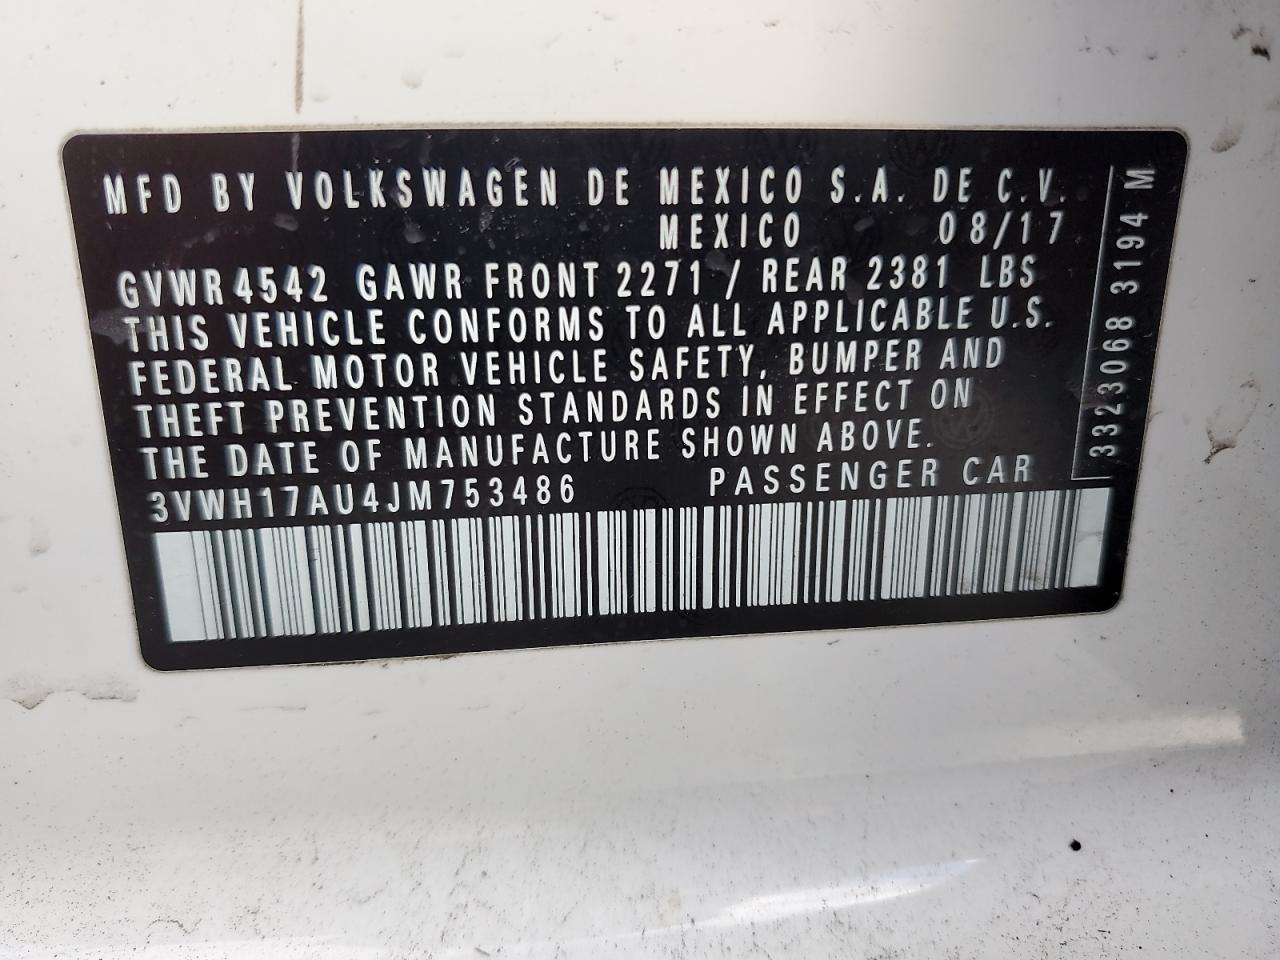 MFD BY VOLKSWAGEN DE MEXICO S.A. DE C.V.
MEXICO 08/17
GVWR 4542 GAWR FRONT 2271 / REAR 2381 LBS
THIS VEHICLE CONFORMS TO ALL APPLICABLE U.S.
FEDERAL MOTOR VEHICLE SAFETY, BUMPER AND
THEFT PREVENTION STANDARDS IN EFFECT ON
THE DATE OF MANUFACTURE SHOWN ABOVE.
3VWH17AU4JM753486 PASSENGER CAR
3323068 3194 M